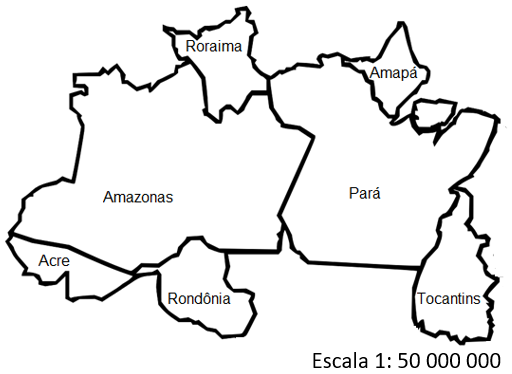 Roraima
Amapá
Amazonas
Pará
Acre
Rondônia
Tocantins
Escala 1: 50 000 000